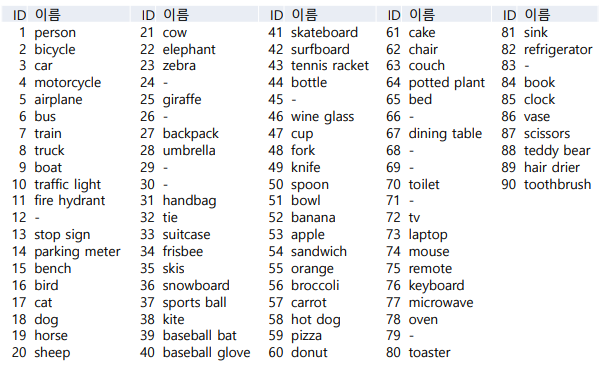 ID 이름 ID 이름 ID 이름 ID 이름 ID 이름
1 person 21 cow 41 skateboard 61 cake 81 sink
2 bicycle 22 elephant 42 surfboard 62 chair 82 refrigerator
3 car 23 zebra 43 tennis racket 63 couch 83 -
4 motorcycle 24 - 44 bottle 64 potted plant 84 book
5 airplane 25 giraffe 45 - 65 bed 85 clock
6 bus 26 - 46 wine glass 66 - 86 vase
7 train 27 backpack 47 cup 67 dining table 87 scissors
8 truck 28 umbrella 48 fork 68 - 88 teddy bear
9 boat 29 - 49 knife 69 - 89 hair drier
10 traffic light 30 - 50 spoon 70 toilet 90 toothbrush
11 fire hydrant 31 handbag 51 bowl 71 -
12 - 32 tie 52 banana 72 tv
13 stop sign 33 suitcase 53 apple 73 laptop
14 parking meter 34 frisbee 54 sandwich 74 mouse
15 bench 35 skis 55 orange 75 remote
16 bird 36 snowboard 56 broccoli 76 keyboard
17 cat 37 sports ball 57 carrot 77 microwave
18 dog 38 kite 58 hot dog 78 oven
19 horse 39 baseball bat 59 pizza 79 -
20 sheep 40 baseball glove 60 donut 80 toaster